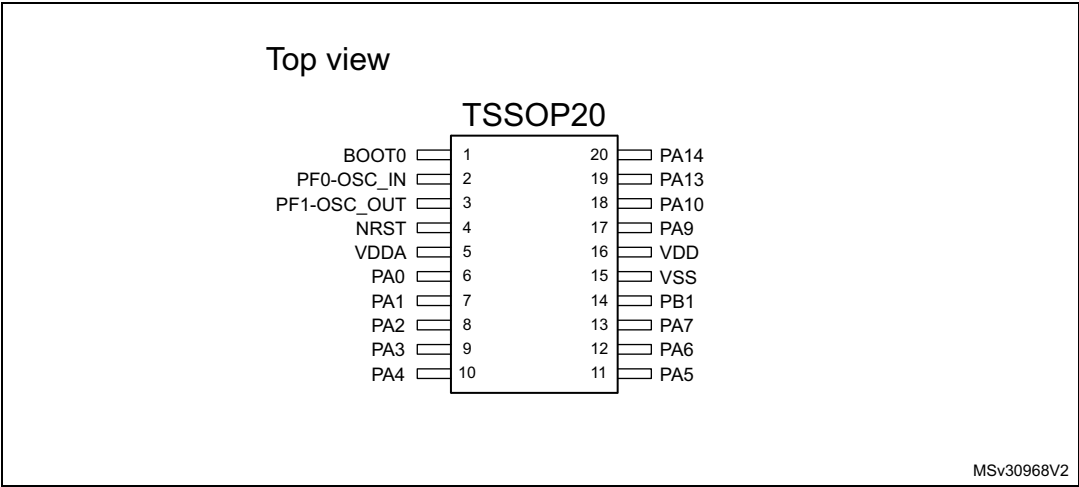 Top view
TSSOP20
BOOT0 1 20 PA14
PF0-OSC_IN 2 19 PA13
PF1-OSC_OUT 3 18 PA10
NRST 4 17 PA9
VDDA 5 16 VDD
PA0 6 15 VSS
PA1 7 14 PB1
PA2 8 13 PA7
PA3 9 12 PA6
PA4 10 11 PA5
MSv30968V2